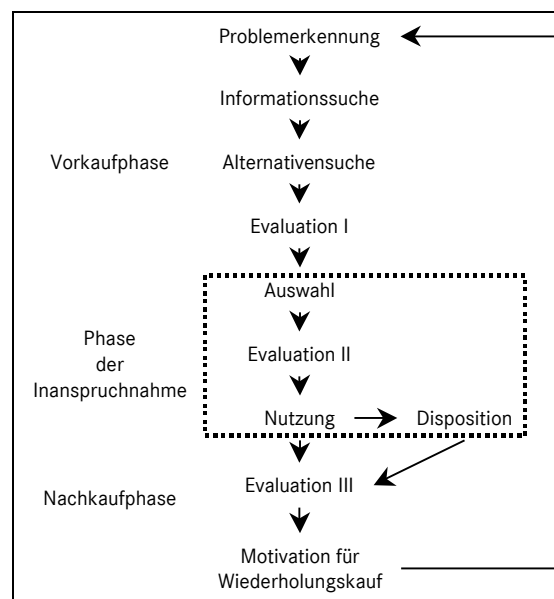 Problemerkennung
Informationssuche
Vorkaufphase
Alternativensuche
Evaluation I
Auswahl
Phase
der
Inanspruchnahme
Evaluation II
Nutzung
Disposition
Nachkaufphase
Evaluation III
Motivation für
Wiederholungskauf